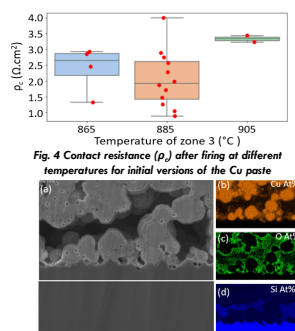 4.0
3.5
3.0
2.5
2.0
1.5
1.0
ρc (Ω.cm²)
865 885 905
Temperature of zone 3 (°C )
Fig. 4 Contact resistance (ρc) after firing at different
temperatures for initial versions of the Cu paste
(a)
(b) Cu At%
(c) O At%
(d) Si At%